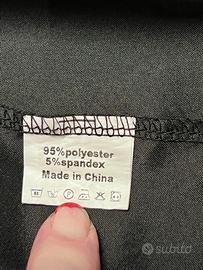 95%polyester
5%spandex
Made in China
subito